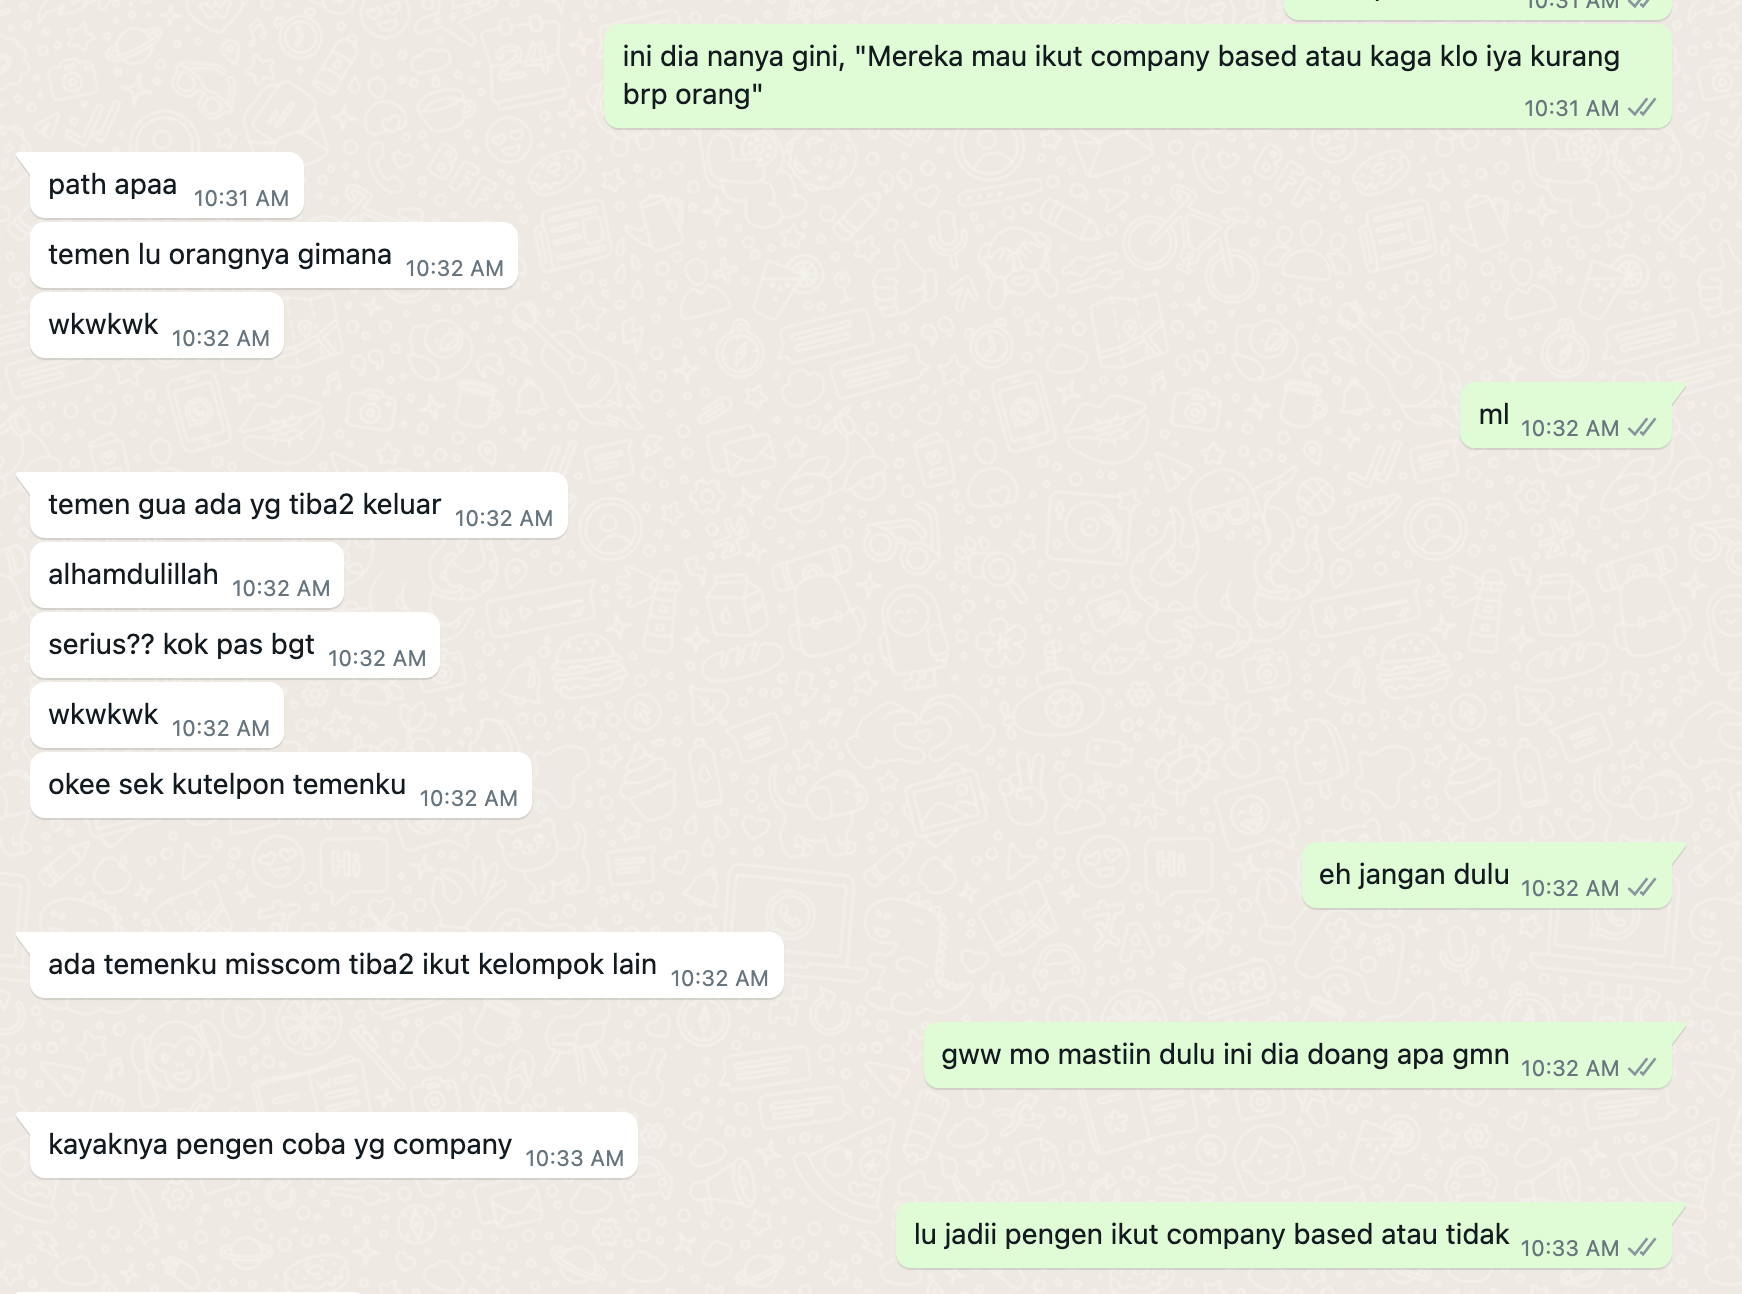 10:31 AM
ini dia nanya gini, "Mereka mau ikut company based atau kaga klo iya kurang
brp orang"
10:31 AM
path apaa 10:31 AM
temen lu orangnya gimana 10:32 AM
wkwkwk 10:32 AM
ml 10:32 AM
temen gua ada yg tiba2 keluar 10:32 AM
alhamdulillah 10:32 AM
serius?? kok pas bgt 10:32 AM
wkwkwk 10:32 AM
okee sek kutelpon temenku 10:32 AM
eh jangan dulu 10:32 AM
ada temenku misscom tiba2 ikut kelompok lain 10:32 AM
gww mo mastiin dulu ini dia doang apa gmn 10:32 AM
kayaknya pengen coba yg company 10:33 AM
lu jadii pengen ikut company based atau tidak 10:33 AM